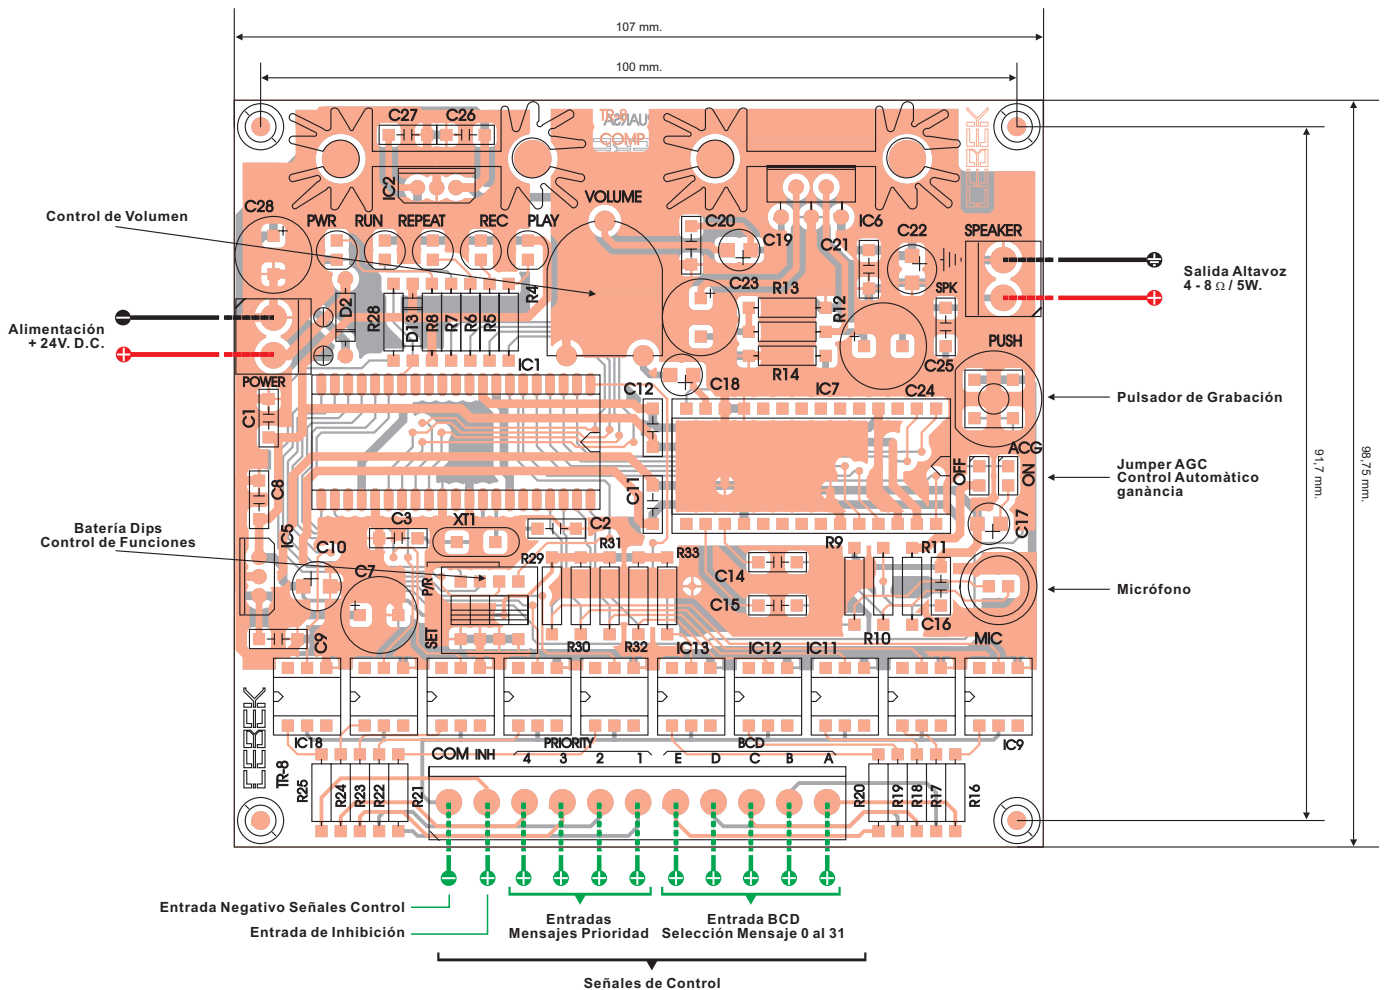 107 mm.
100 mm.
C27
C26
TR-8
COMP.
CEBEK
IC2
C28
PWR
RUN
REPEAT
REC
PLAY
VOLUME
C20
C19
C21
IC6
C22
SPEAKER
Control de Volumen
Salida Altavoz
4 - 8 Ω / 5W.
C23
R13
R12
SPK
D2
R28
D13
R8
R7
R6
R5
R4
Alimentación
+ 24V. D.C.
POWER
IC1
C18
R14
IC7
C25
C24
PUSH
Pulsador de Grabación
C1
C12
ACG
OFF
ON
Jumper AGC
Control Automàtico
ganància
91,7 mm.
98,75 mm.
C8
C11
C17
IC5
C3
XT1
C2
Batería Dips
Control de Funciones
C10
C7
P/R
SET
R29
R31
R33
C14
C15
R9
R11
R10
C16
MIC
Micrófono
C9
R30
R32
IC13
IC12
IC11
IC18
IC9
CEBEK
TR-8
COM
INH
PRIORITY
4 3 2 1
BCD
E D C B A
R25
R24
R23
R22
R21
R20
R19
R18
R17
R16
Entrada Negativo Señales Control
Entrada de Inhibición
Entradas
Mensajes Prioridad
Entrada BCD
Selección Mensaje 0 al 31
Señales de Control